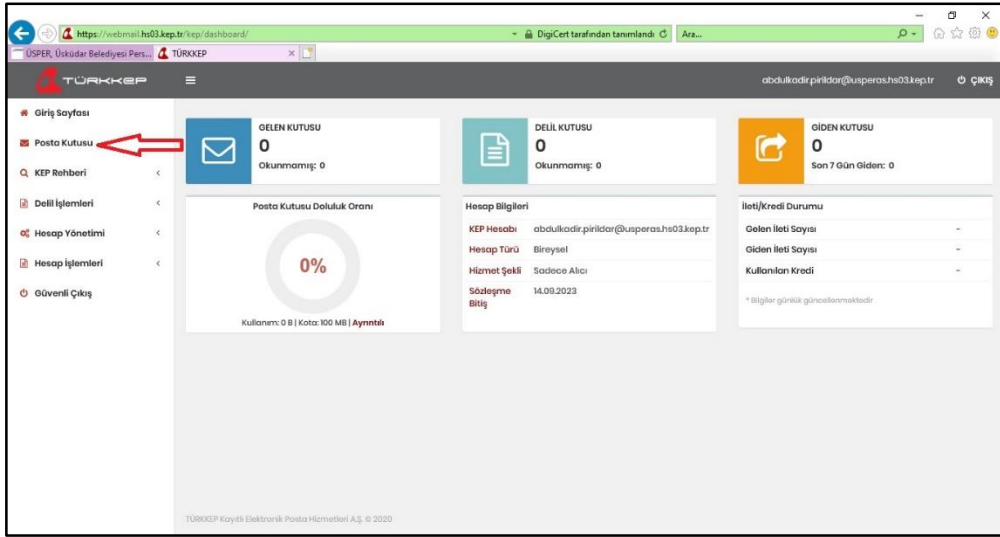 https://webmail.hs03.kep.tr/kep/dashboard/
DigiCert tarafından tanımlandı
Ara...
ÜSPER, Üsküdar Belediyesi Pers...
TÜRKKEP
TÜRKKEP
abdulkadir.pirildar@usperas.hs03.kep.tr
ÇIKIŞ
Giriş Sayfası
Posta Kutusu
KEP Rehberi
Delil İşlemleri
Hesap Yönetimi
Hesap İşlemleri
Güvenli Çıkış
GELEN KUTUSU
0
Okunmamış: 0
DELİL KUTUSU
0
Okunmamış: 0
GİDEN KUTUSU
0
Son 7 Gün Giden: 0
Posta Kutusu Doluluk Oranı
0%
Kullanım: 0 B | Kota: 100 MB | Ayrıntılı
Hesap Bilgileri
KEP Hesabı abdulkadir.pirildar@usperas.hs03.kep.tr
Hesap Türü Bireysel
Hizmet Şekli Sadece Alıcı
Sözleşme 14.09.2023
Bitiş
İleti/Kredi Durumu
Gelen İleti Sayısı -
Giden İleti Sayısı -
Kullanılan Kredi -
* Bilgiler günlük güncellenmektedir
TÜRKKEP Kayıtlı Elektronik Posta Hizmetleri A.Ş. © 2020